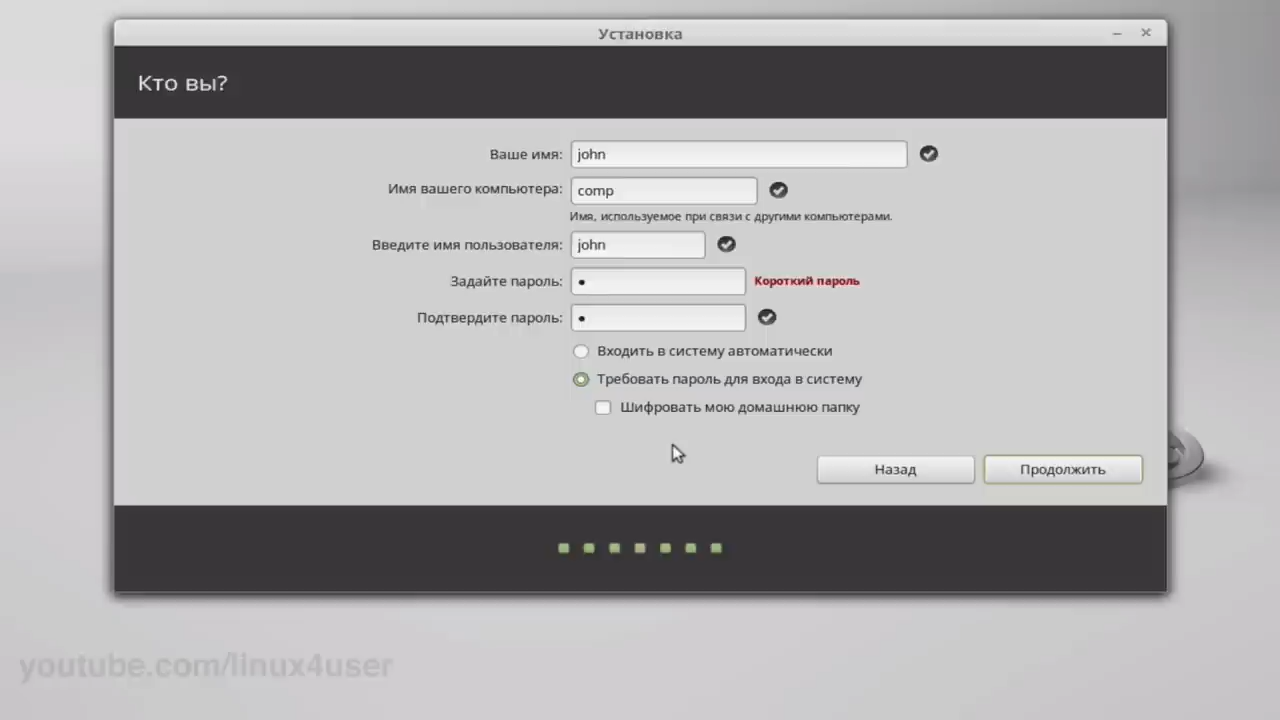 Установка
Кто вы?
Ваше имя: john
Имя вашего компьютера: comp
Имя, используемое при связи с другими компьютерами.
Введите имя пользователя: john
Задайте пароль: • Короткий пароль
Подтвердите пароль: •
Входить в систему автоматически
Требовать пароль для входа в систему
Шифровать мою домашнюю папку
Назад Продолжить
youtube.com/linux4user